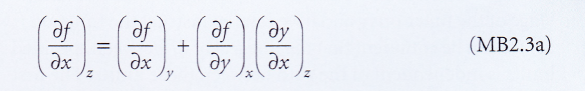 (∂f/∂x)_z = (∂f/∂x)_y + (∂f/∂y)_x (∂y/∂x)_z (MB2.3a)